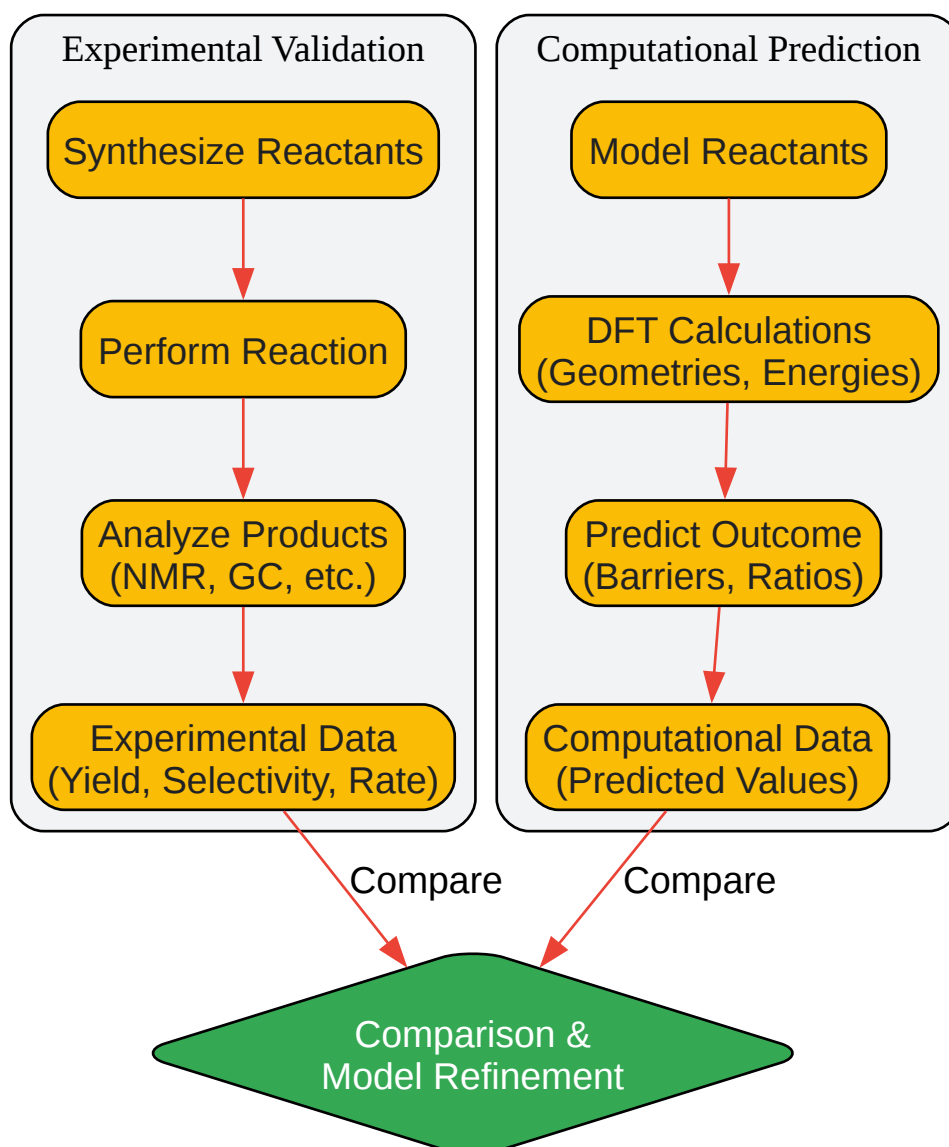 Experimental Validation
Synthesize Reactants
Perform Reaction
Analyze Products
(NMR, GC, etc.)
Experimental Data
(Yield, Selectivity, Rate)
Computational Prediction
Model Reactants
DFT Calculations
(Geometries, Energies)
Predict Outcome
(Barriers, Ratios)
Computational Data
(Predicted Values)
Compare
Compare
Comparison &
Model Refinement